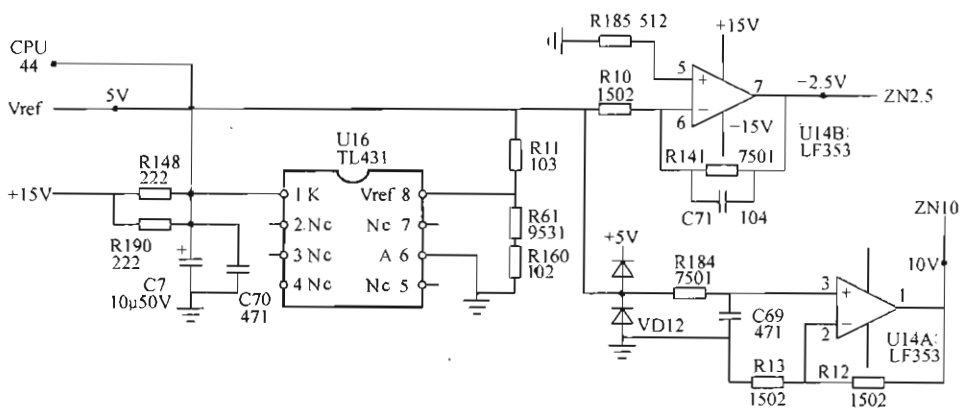 CPU
44
Vref
5V
+15V
R148
222
R190
222
C7
10μ50V
C70
471
U16
TL431
1 K
2 Nc
3 Nc
4 Nc
Vref 8
Nc 7
A 6
Nc 5
R11
103
R61
9531
R160
102
R185 512
R10
1502
+15V
5
+
6
−
7
−15V
−2.5V
ZN2.5
U14B:
LF353
R141
7501
C71
104
+5V
VD12
R184
7501
C69
471
3
+
2
−
1
10V
ZN10
U14A:
LF353
R13
1502
R12
1502
+